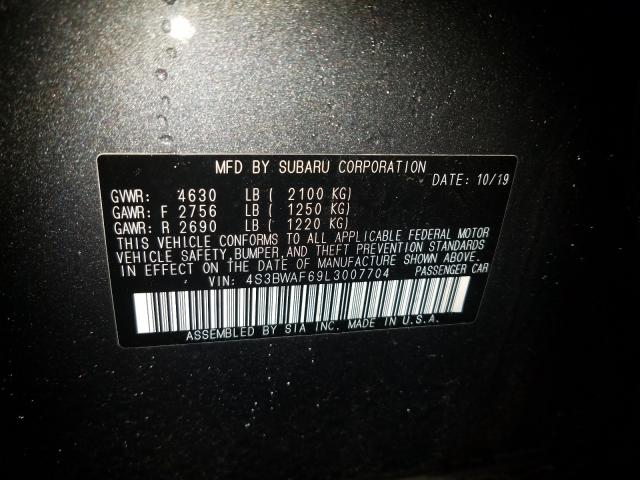 MFD BY SUBARU CORPORATION
DATE: 10/19
GVWR: 4630 LB ( 2100 KG)
GAWR: F 2756 LB ( 1250 KG)
GAWR: R 2690 LB ( 1220 KG)
THIS VEHICLE CONFORMS TO ALL APPLICABLE FEDERAL MOTOR
VEHICLE SAFETY, BUMPER, AND THEFT PREVENTION STANDARDS
IN EFFECT ON THE DATE OF MANUFACTURE SHOWN ABOVE.
VIN: 4S3BWAF69L3007704 PASSENGER CAR
ASSEMBLED BY SIA INC. MADE IN U.S.A.